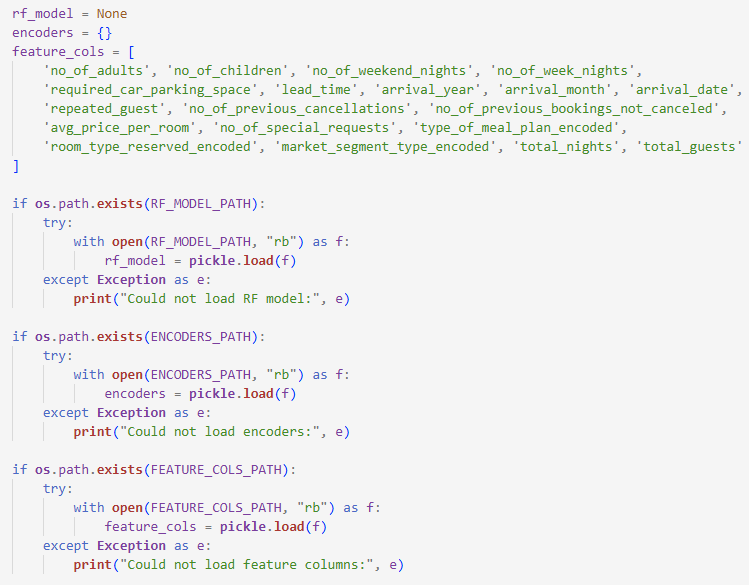 rf_model = None
encoders = {}
feature_cols = [
    'no_of_adults', 'no_of_children', 'no_of_weekend_nights', 'no_of_week_nights',
    'required_car_parking_space', 'lead_time', 'arrival_year', 'arrival_month', 'arrival_date',
    'repeated_guest', 'no_of_previous_cancellations', 'no_of_previous_bookings_not_canceled',
    'avg_price_per_room', 'no_of_special_requests', 'type_of_meal_plan_encoded',
    'room_type_reserved_encoded', 'market_segment_type_encoded', 'total_nights', 'total_guests'
]

if os.path.exists(RF_MODEL_PATH):
    try:
        with open(RF_MODEL_PATH, "rb") as f:
            rf_model = pickle.load(f)
    except Exception as e:
        print("Could not load RF model:", e)

if os.path.exists(ENCODERS_PATH):
    try:
        with open(ENCODERS_PATH, "rb") as f:
            encoders = pickle.load(f)
    except Exception as e:
        print("Could not load encoders:", e)

if os.path.exists(FEATURE_COLS_PATH):
    try:
        with open(FEATURE_COLS_PATH, "rb") as f:
            feature_cols = pickle.load(f)
    except Exception as e:
        print("Could not load feature columns:", e)